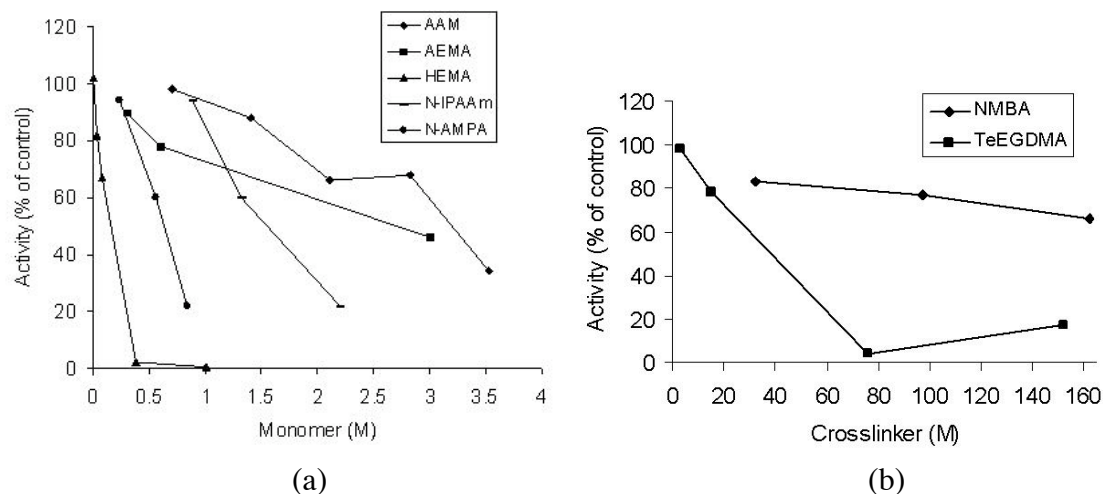 AAM
AEMA
HEMA
N-IPAAm
N-AMPA
Activity (% of control)
120
100
80
60
40
20
0
0 0.5 1 1.5 2 2.5 3 3.5 4
Monomer (M)
(a)
NMBA
TeEGDMA
Activity (% of control)
120
100
80
60
40
20
0
0 20 40 60 80 100 120 140 160
Crosslinker (M)
(b)